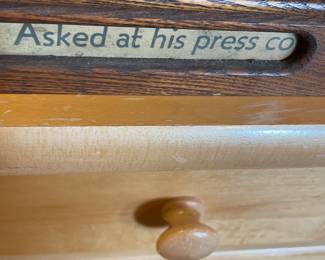 Asked at his press co